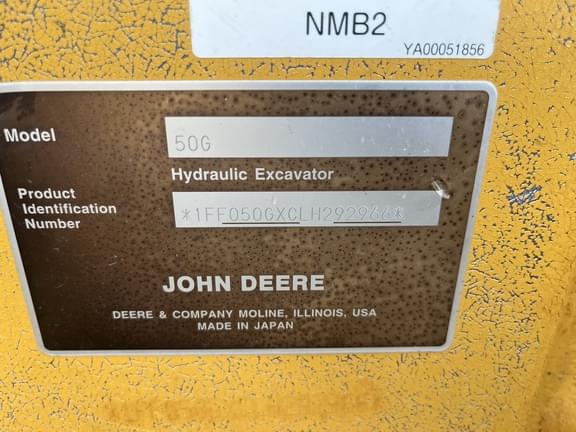 NMB2
YA00051856
Model
50G
Hydraulic Excavator
Product
Identification
Number
*1FF050GXCLH292966*
JOHN DEERE
DEERE & COMPANY MOLINE, ILLINOIS, USA
MADE IN JAPAN